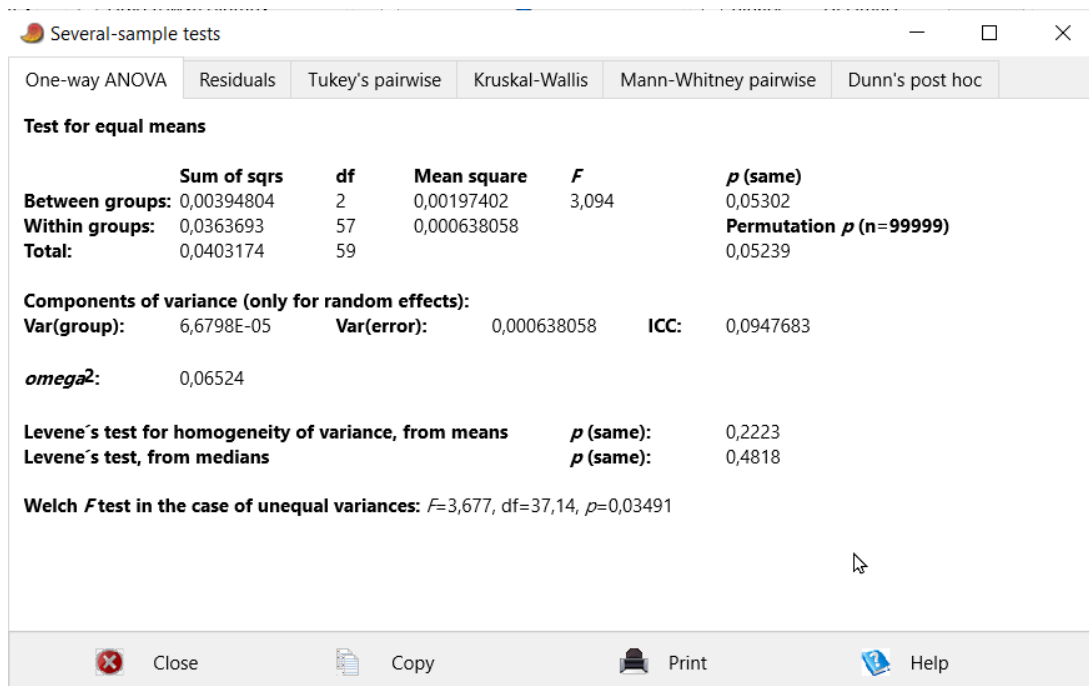 Several-sample tests
One-way ANOVA Residuals Tukey's pairwise Kruskal-Wallis Mann-Whitney pairwise Dunn's post hoc
Test for equal means
Sum of sqrs df Mean square F p (same)
Between groups: 0,00394804 2 0,00197402 3,094 0,05302
Within groups: 0,0363693 57 0,000638058 Permutation p (n=99999)
Total: 0,0403174 59 0,05239
Components of variance (only for random effects):
Var(group): 6,6798E-05 Var(error): 0,000638058 ICC: 0,0947683
omega2: 0,06524
Levene´s test for homogeneity of variance, from means p (same): 0,2223
Levene´s test, from medians p (same): 0,4818
Welch F test in the case of unequal variances: F=3,677, df=37,14, p=0,03491
Close Copy Print Help